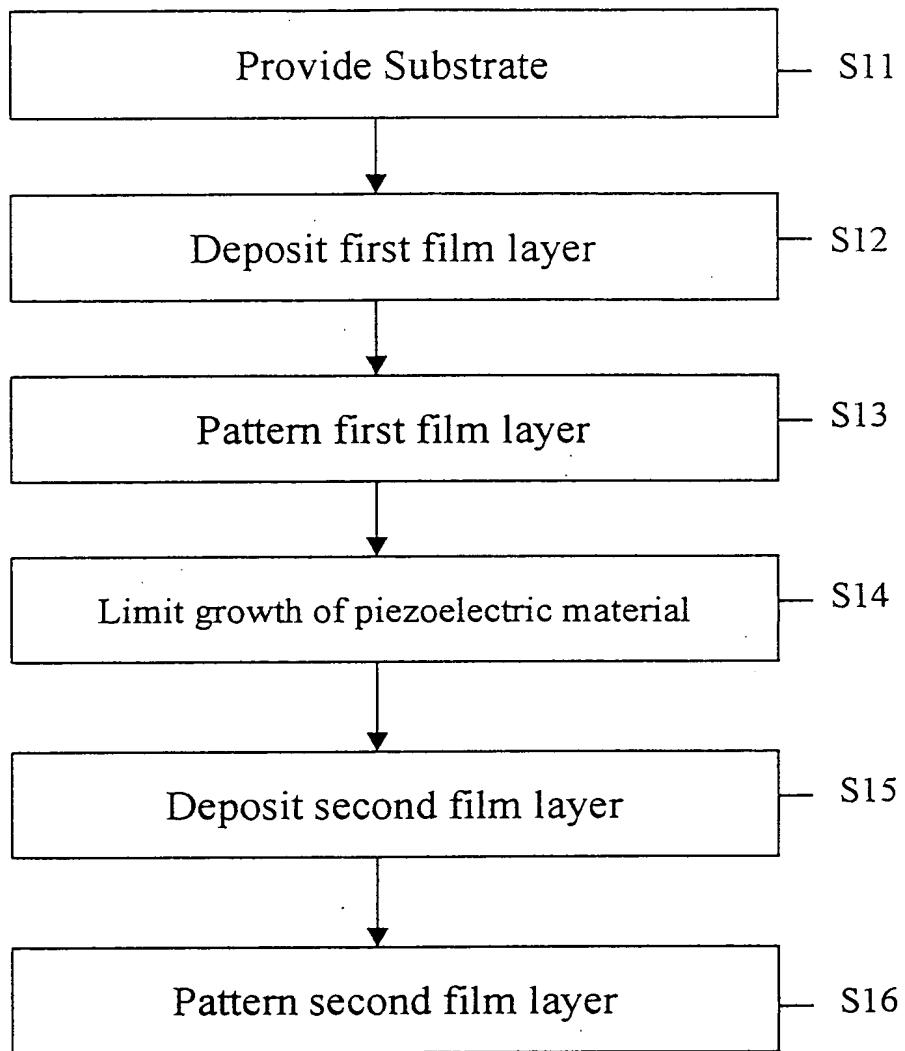 Provide Substrate S11
Deposit first film layer S12
Pattern first film layer S13
Limit growth of piezoelectric material S14
Deposit second film layer S15
Pattern second film layer S16